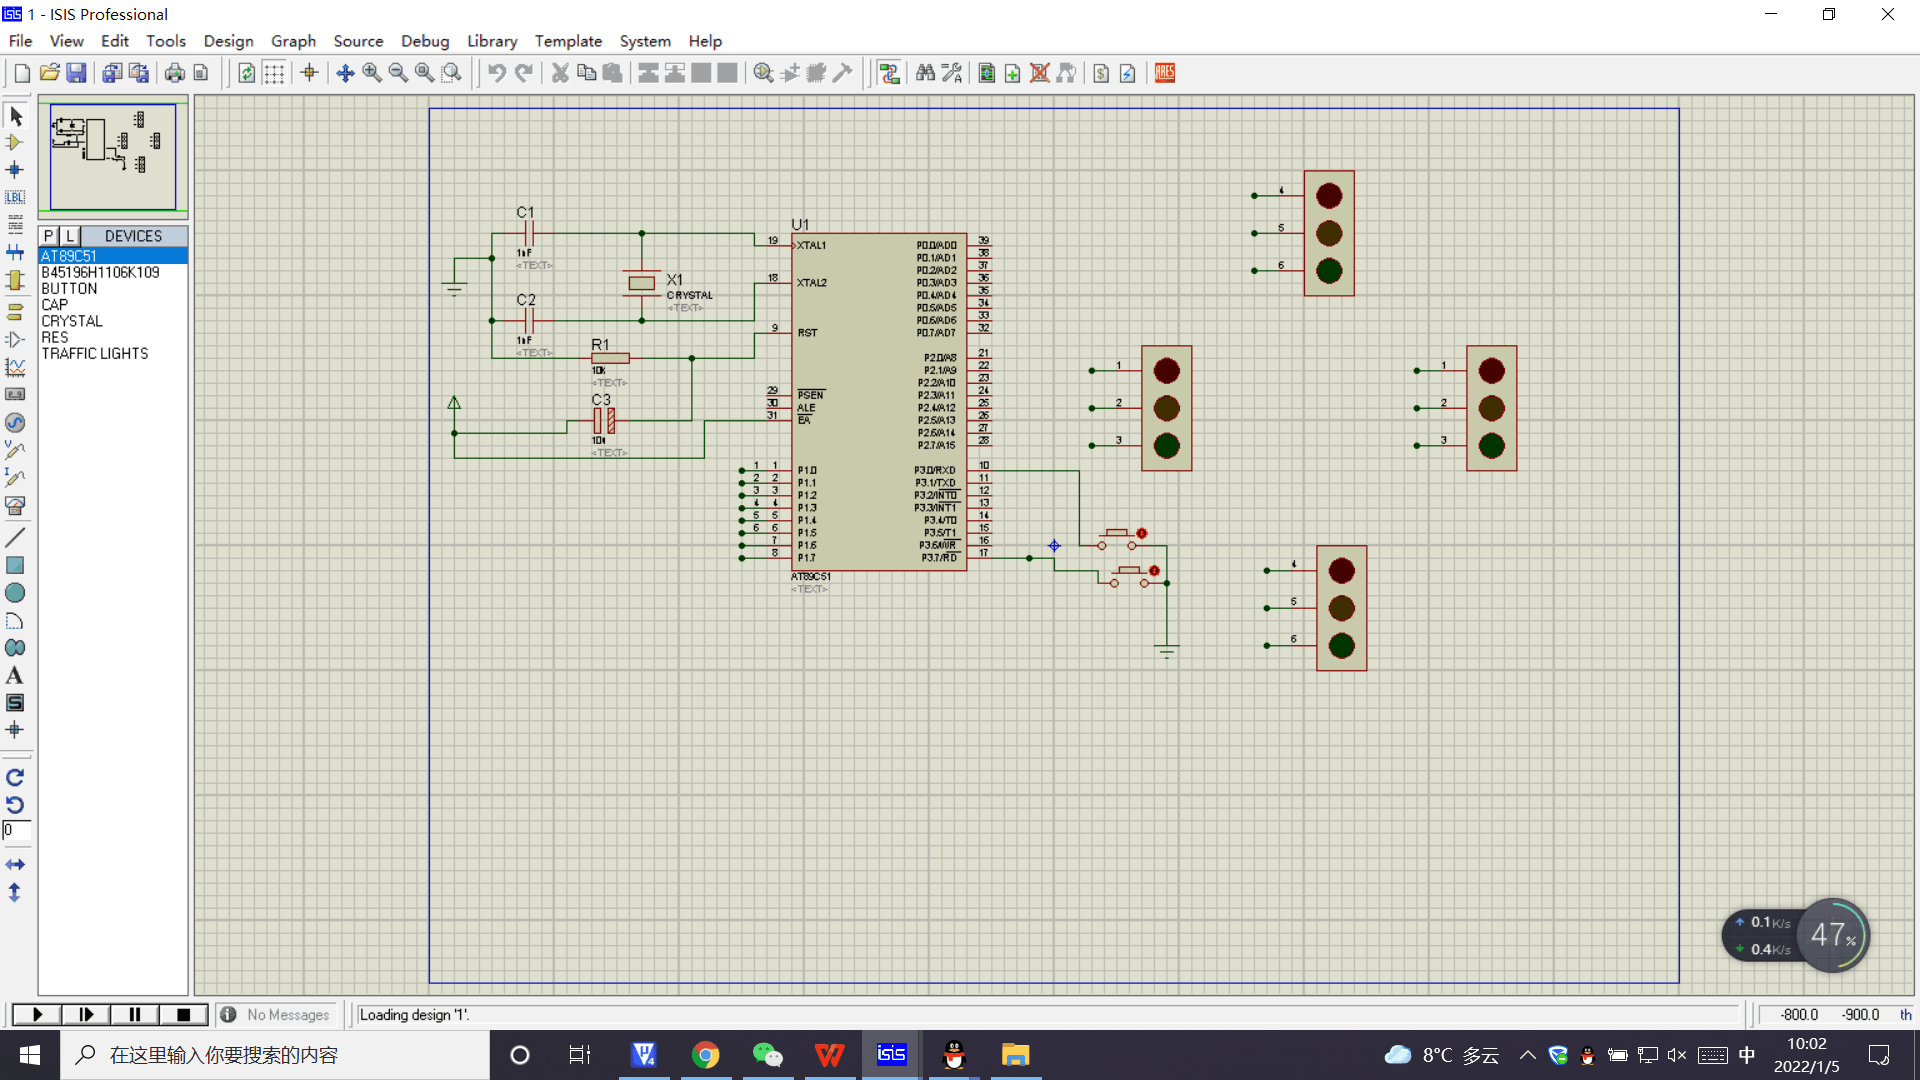 1 - ISIS Professional
File View Edit Tools Design Graph Source Debug Library Template System Help
P L DEVICES
AT89C51
B45196H1106K109
BUTTON
CAP
CRYSTAL
RES
TRAFFIC LIGHTS
LBL
A
S
0
C1
1nF
<TEXT>
C2
1nF
<TEXT>
X1
CRYSTAL
<TEXT>
R1
10k
<TEXT>
C3
10u
<TEXT>
U1
19 XTAL1
18 XTAL2
9 RST
29 PSEN
30 ALE
31 EA
1 1 P1.0
2 2 P1.1
3 3 P1.2
4 4 P1.3
5 5 P1.4
6 6 P1.5
7 P1.6
8 P1.7
P0.0/AD0 39
P0.1/AD1 38
P0.2/AD2 37
P0.3/AD3 36
P0.4/AD4 35
P0.5/AD5 34
P0.6/AD6 33
P0.7/AD7 32
P2.0/A8 21
P2.1/A9 22
P2.2/A10 23
P2.3/A11 24
P2.4/A12 25
P2.5/A13 26
P2.6/A14 27
P2.7/A15 28
P3.0/RXD 10
P3.1/TXD 11
P3.2/INT0 12
P3.3/INT1 13
P3.4/T0 14
P3.5/T1 15
P3.6/WR 16
P3.7/RD 17
AT89C51
<TEXT>
4
5
6
1
2
3
1
2
3
4
5
6
0.1K/s
0.4K/s
47%
No Messages
Loading design '1'.
-800.0 -900.0 th
在这里输入你要搜索的内容
isis
8°C 多云
中
10:02
2022/1/5